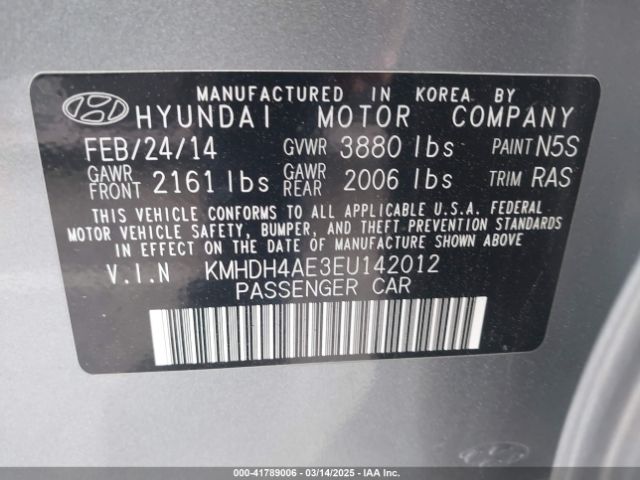 MANUFACTURED IN KOREA BY
HYUNDAI MOTOR COMPANY
FEB/24/14 GVWR 3880 lbs PAINT N5S
GAWR FRONT 2161 lbs GAWR REAR 2006 lbs TRIM RAS
THIS VEHICLE CONFORMS TO ALL APPLICABLE U.S.A. FEDERAL
MOTOR VEHICLE SAFETY, BUMPER, AND THEFT PREVENTION STANDARDS
IN EFFECT ON THE DATE OF MANUFACTURE SHOWN ABOVE
V.I.N KMHDH4AE3EU142012
PASSENGER CAR
000-41789006 — 03/14/2025 — IAA, INC.